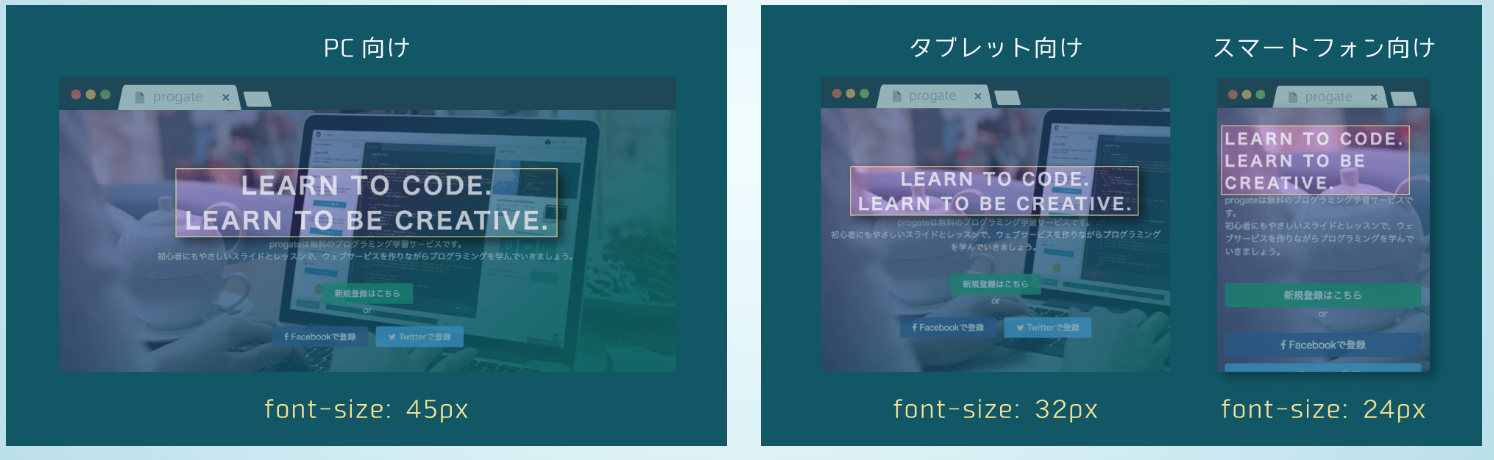 PC 向け
progate ×
LEARN TO CODE.
LEARN TO BE CREATIVE.
progateは無料のプログラミング学習サービスです。
初心者にもやさしいスライドとレッスンで、ウェブサービスを作りながらプログラミングを学んでいきましょう。
新規登録はこちら
or
Facebookで登録 Twitterで登録
font-size: 45px
タブレット向け
progate ×
LEARN TO CODE.
LEARN TO BE CREATIVE.
progateは無料のプログラミング学習サービスです。
初心者にもやさしいスライドとレッスンで、ウェブサービスを作りながらプログラミング
を学んでいきましょう。
新規登録はこちら
or
Facebookで登録 Twitterで登録
font-size: 32px
スマートフォン向け
progate ×
LEARN TO CODE.
LEARN TO BE
CREATIVE.
progateは無料のプログラミング学習サービスで
す。
初心者にもやさしいスライドとレッスンで、ウェ
ブサービスを作りながらプログラミングを学んで
いきましょう。
新規登録はこちら
or
Facebookで登録
font-size: 24px